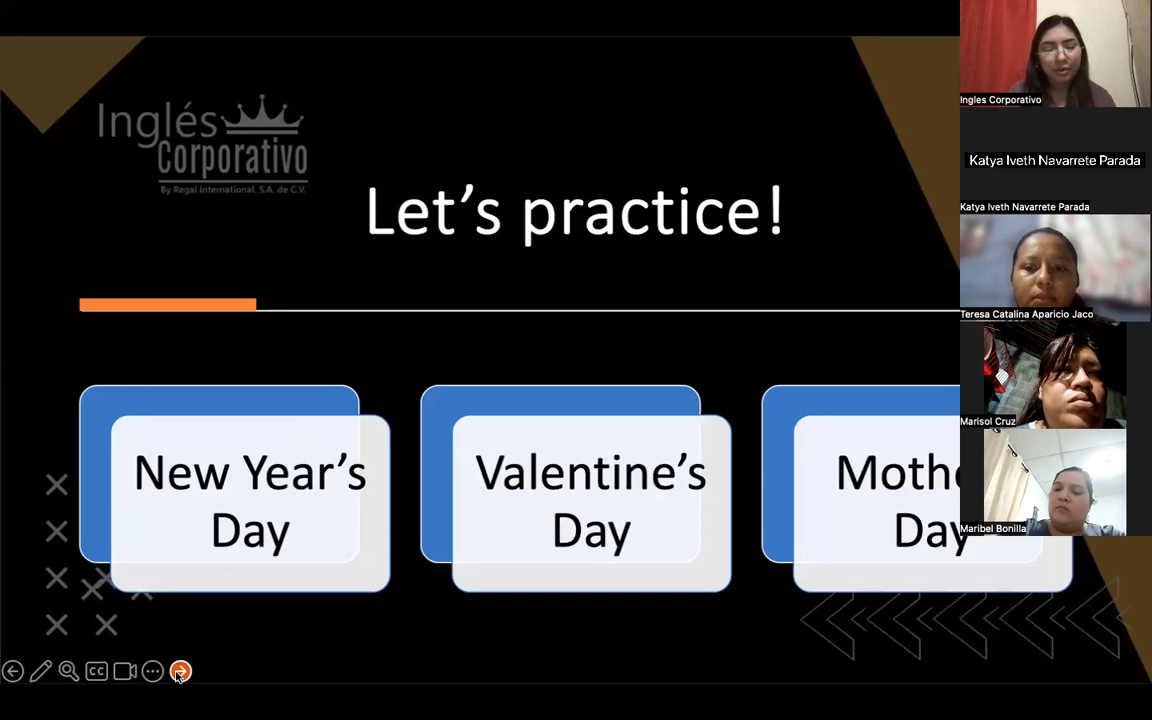 Inglés
Corporativo
By Regal International, S.A. de C.V.
Let's practice!
New Year's
Day
Valentine's
Day
Day
CC
Ingles Corporativo
Katya Iveth Navarrete Parada
Katya Iveth Navarrete Parada
Teresa Catalina Aparicio Jaco
Marisol Cruz
Maribel Bonilla